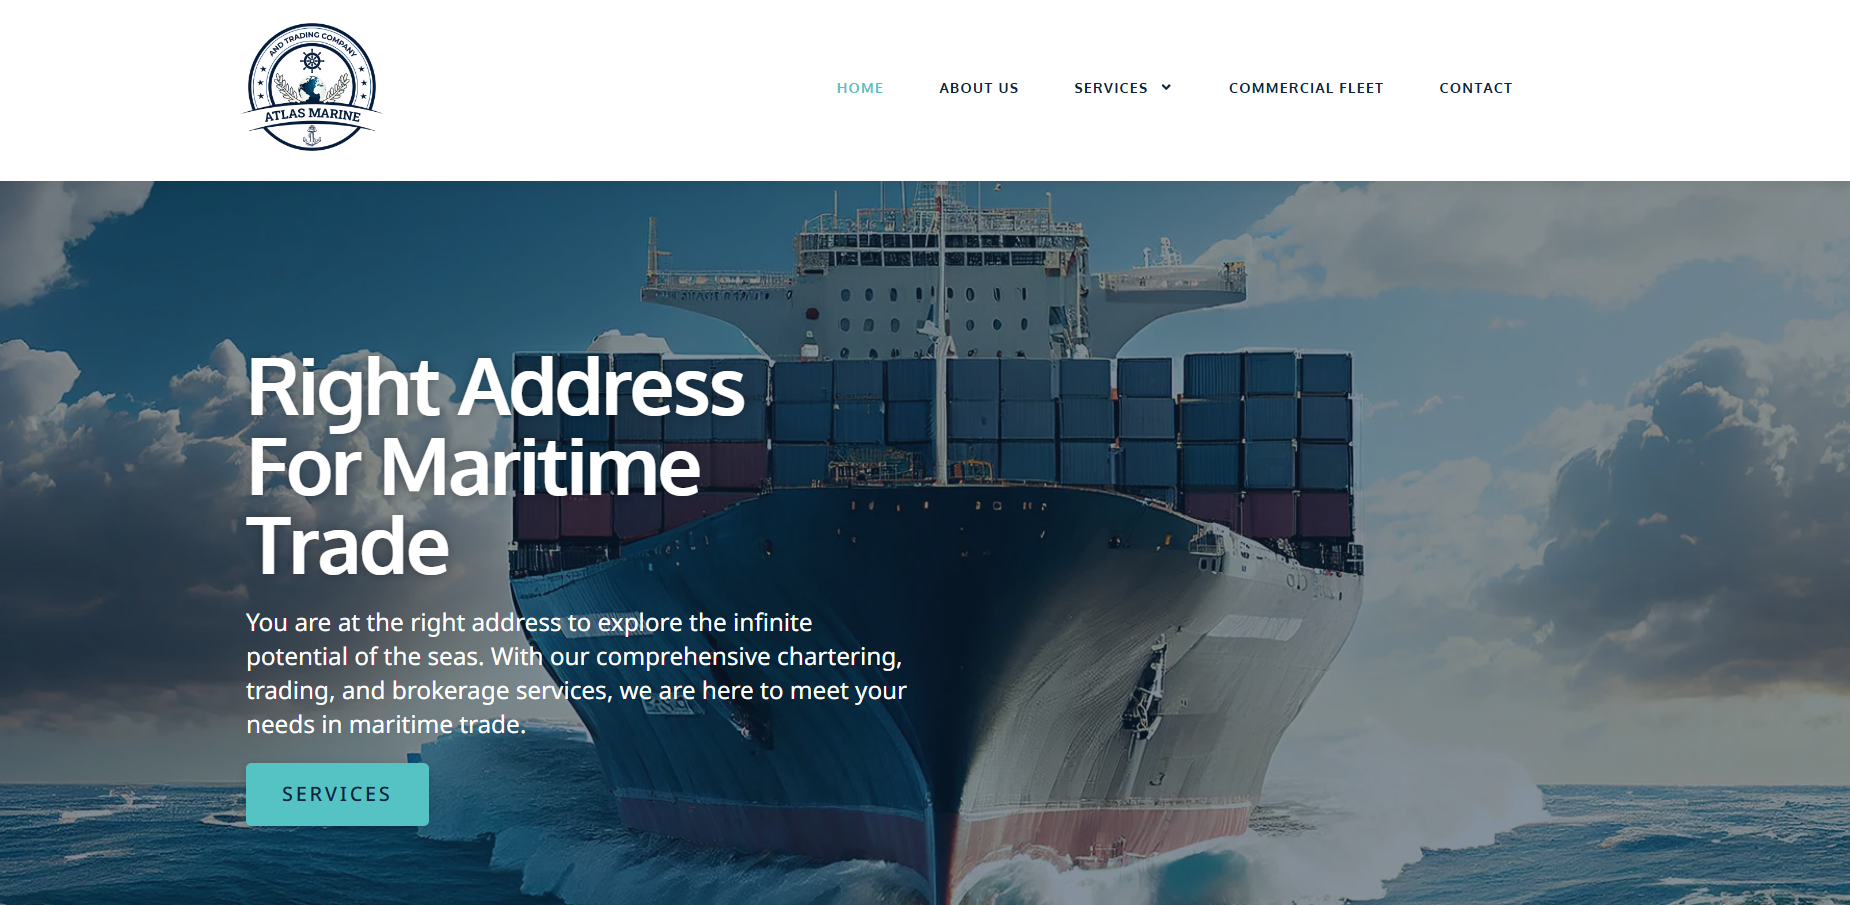 AND TRADING COMPANY
ATLAS MARINE
HOME
ABOUT US
SERVICES
COMMERCIAL FLEET
CONTACT
Right Address
For Maritime
Trade
You are at the right address to explore the infinite
potential of the seas. With our comprehensive chartering,
trading, and brokerage services, we are here to meet your
needs in maritime trade.
SERVICES